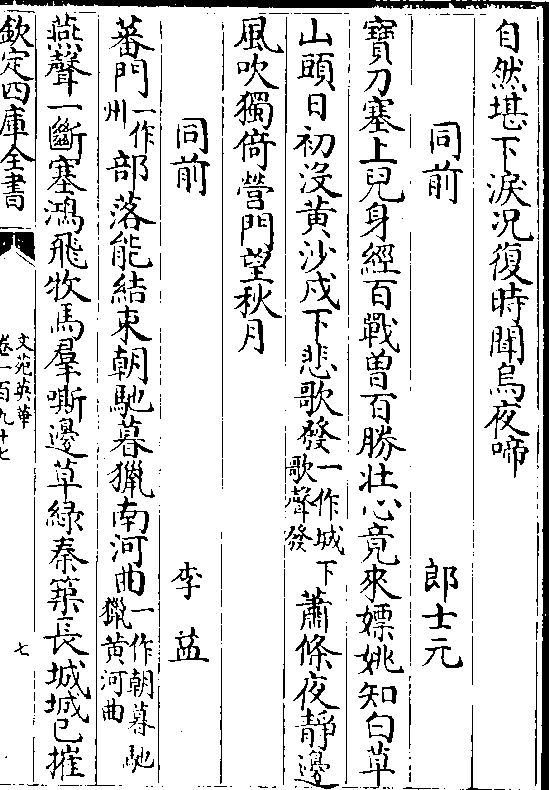 自然堪下淚況復時聞烏夜啼
同前 郎士元
寶刀塞上兒身經百戰曽百勝壯心竟來嫖姚知白草
山頭日初沒黄沙戍下悲歌發一作城下歌聲發蕭條夜靜邊
風吹獨倚營門望秋月
同前 李益
蕃門一作州部落能結束朝馳暮獵南河曲一作朝暮馳獵黄河曲
燕聲一斷塞鴻飛牧馬羣嘶邊草緑秦築長城城已摧
欽定四庫全書
文苑英華
卷一百九十七
七